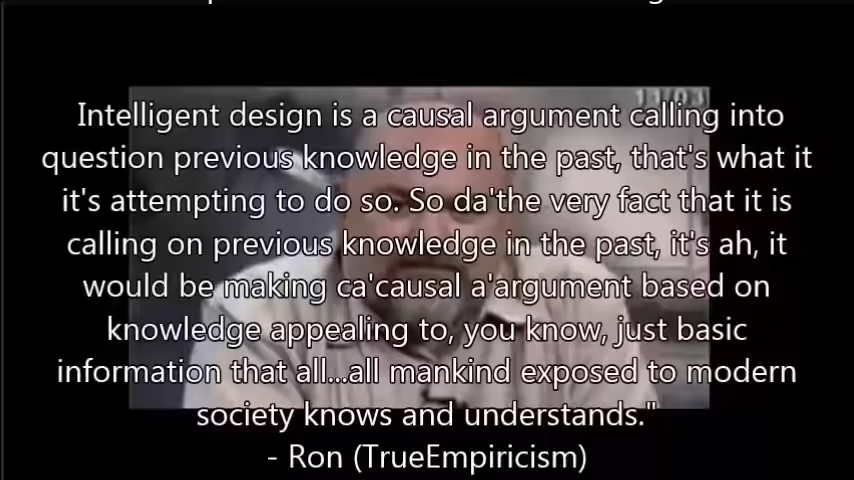 Intelligent design is a causal argument calling into
question previous knowledge in the past, that's what it
it's attempting to do so. So da'the very fact that it is
calling on previous knowledge in the past, it's ah, it
would be making ca'causal a'argument based on
knowledge appealing to, you know, just basic
information that all...all mankind exposed to modern
society knows and understands."
- Ron (TrueEmpiricism)